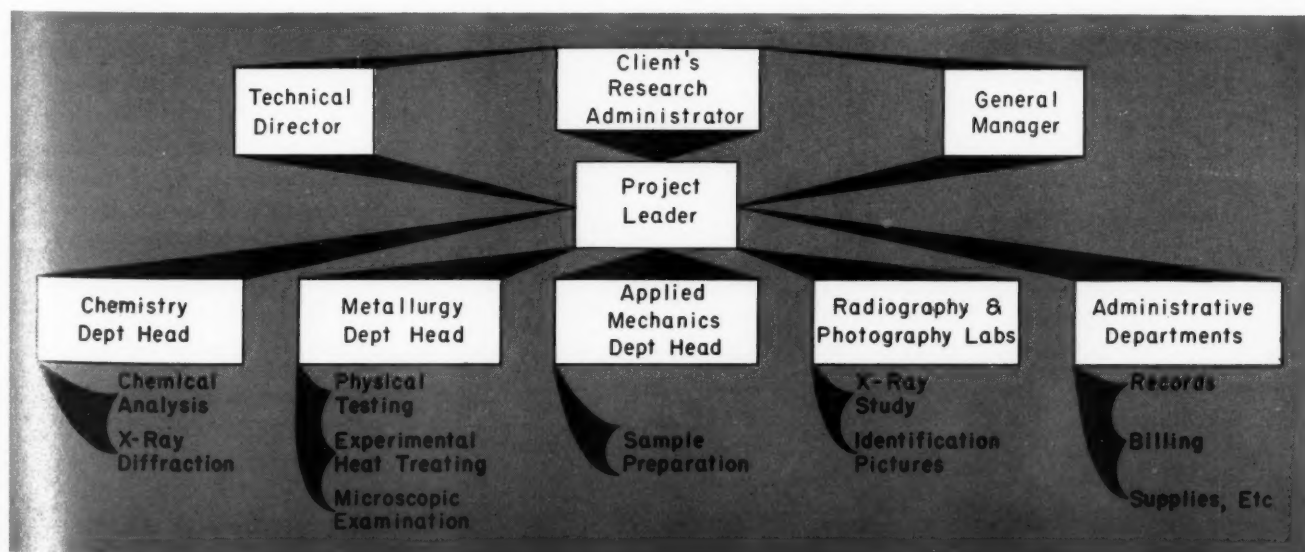 Technical
Director
Client's
Research
Administrator
General
Manager
Project
Leader
Chemistry
Dept Head
Metallurgy
Dept Head
Applied
Mechanics
Dept Head
Radiography &
Photography Labs
Administrative
Departments
Chemical
Analysis
X-Ray
Diffraction
Physical
Testing
Experimental
Heat Treating
Microscopic
Examination
Sample
Preparation
X-Ray
Study
Identification
Pictures
Records
Billing
Supplies, Etc